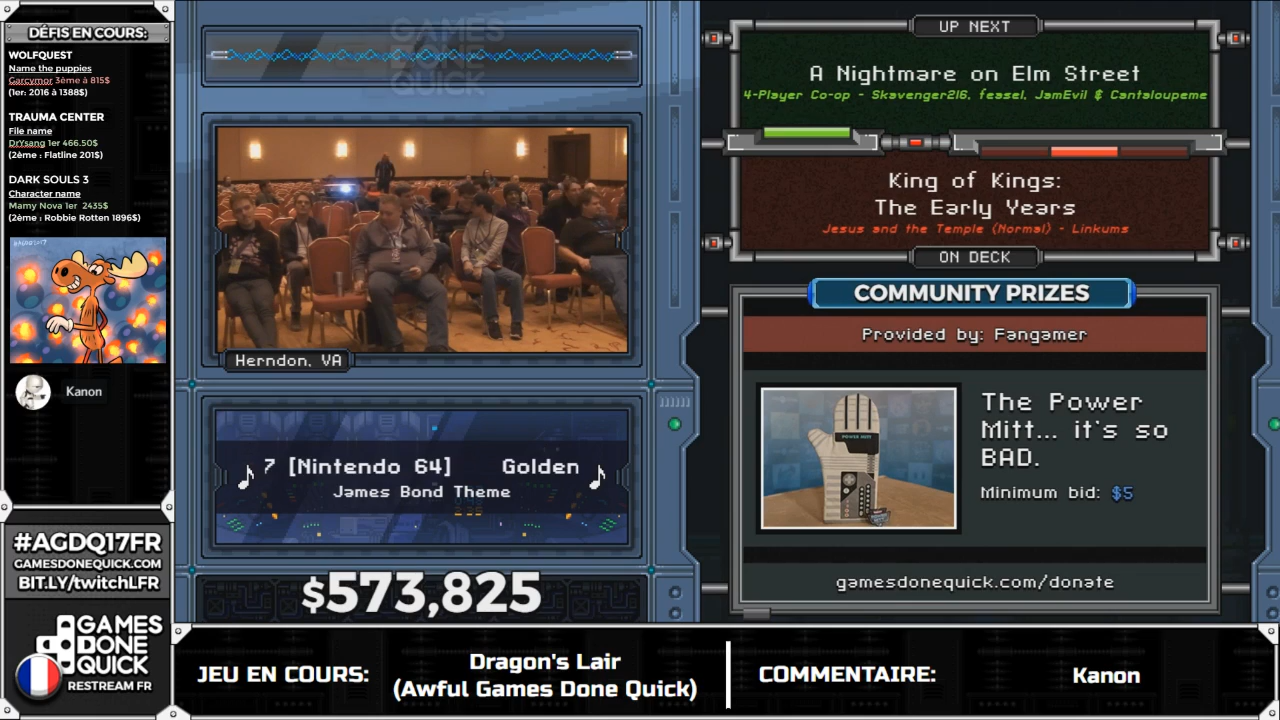 DÉFIS EN COURS:
WOLFQUEST
Name the puppies
Garcymor 3ème à 815$
(1er: 2016 à 1388$)
TRAUMA CENTER
File name
DrYsang 1er 466.50$
(2ème : Flatline 201$)
DARK SOULS 3
Character name
Mamy Nova 1er 2435$
(2ème : Robbie Rotten 1896$)
Kanon
#AGDQ17FR
GAMESDONEQUICK.COM
BIT.LY/twitchLFR
GAMES
DONE
QUICK
RESTREAM FR
GAMES
DONE
QUICK
Herndon, VA
7 [Nintendo 64] Golden
James Bond Theme
$573,825
UP NEXT
A Nightmare on Elm Street
4-Player Co-op - Skavenger216, feasel, JamEvil & Cantaloupeme
King of Kings:
The Early Years
Jesus and the Temple (Normal) - Linkums
ON DECK
COMMUNITY PRIZES
Provided by: Fangamer
The Power
Mitt... it's so
BAD.
Minimum bid: $5
gamesdonequick.com/donate
JEU EN COURS:
Dragon's Lair
(Awful Games Done Quick)
COMMENTAIRE:
Kanon